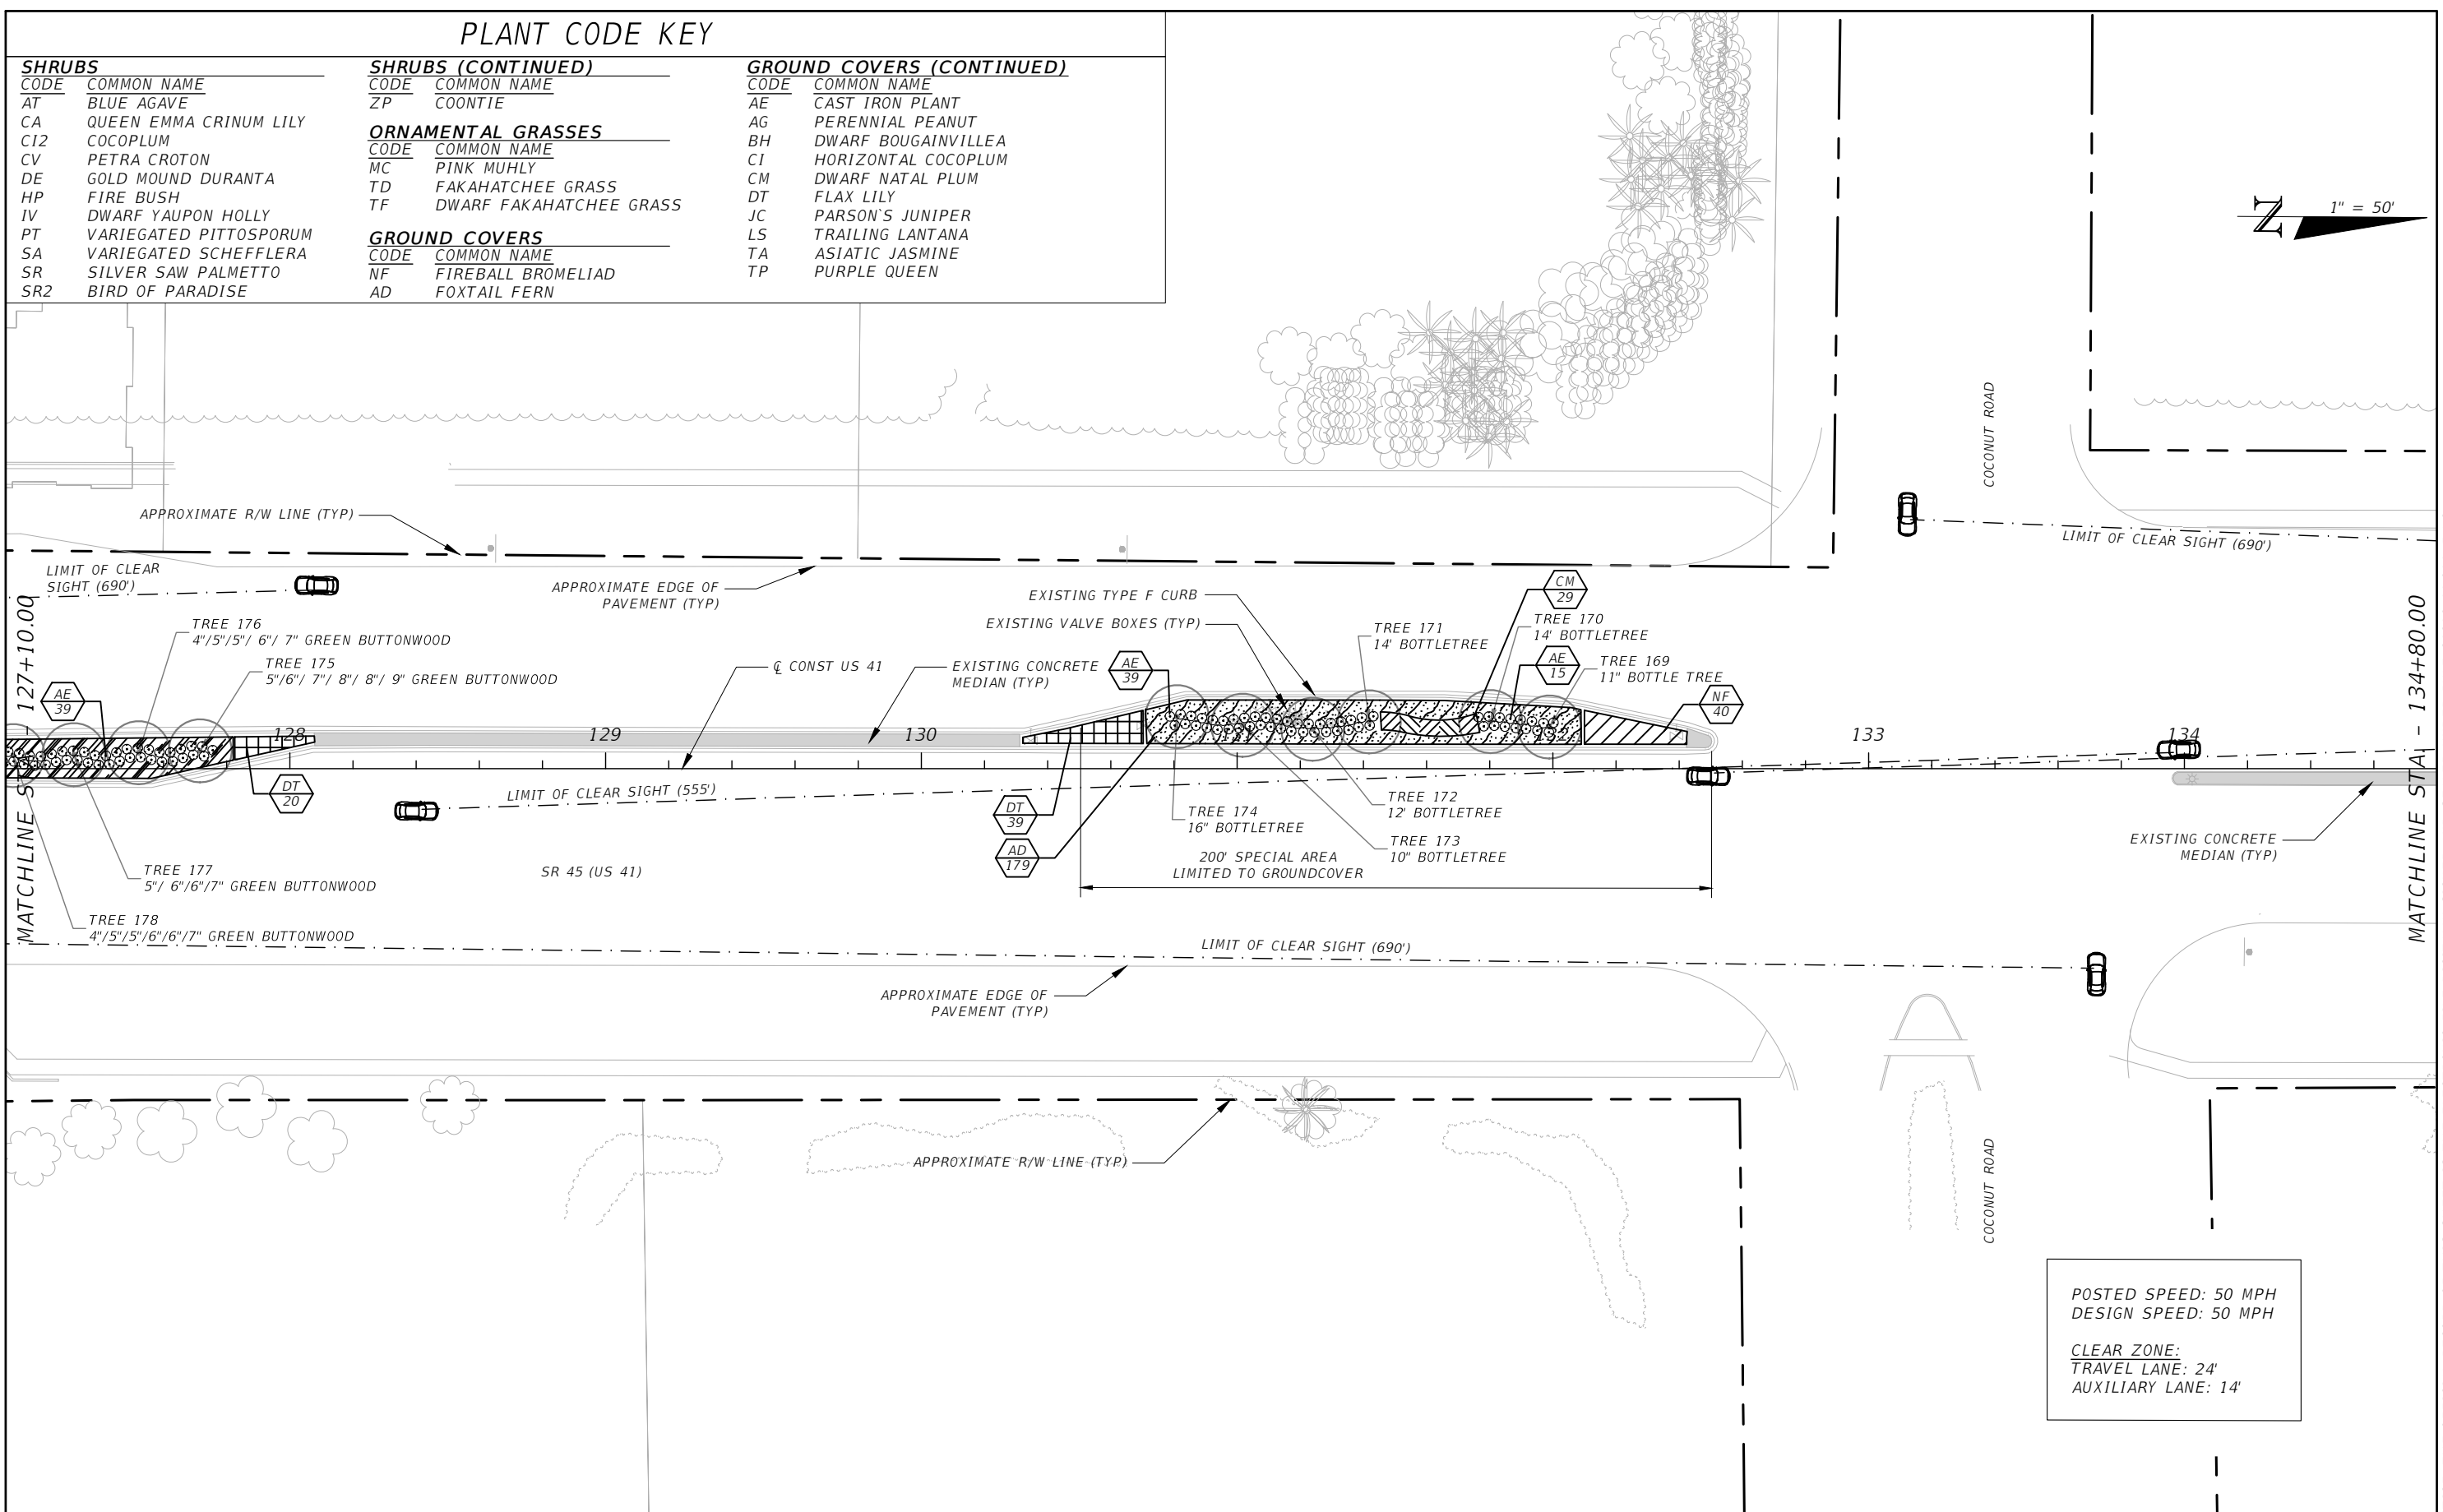 PLANT CODE KEY
SHRUBS
CODE COMMON NAME
AT BLUE AGAVE
CA QUEEN EMMA CRINUM LILY
CI2 COCOPLUM
CV PETRA CROTON
DE GOLD MOUND DURANTA
HP FIRE BUSH
IV DWARF YAUPON HOLLY
PT VARIEGATED PITTOSPORUM
SA VARIEGATED SCHEFFLERA
SR SILVER SAW PALMETTO
SR2 BIRD OF PARADISE
SHRUBS (CONTINUED)
CODE COMMON NAME
ZP COONTIE
ORNAMENTAL GRASSES
CODE COMMON NAME
MC PINK MUHLY
TD FAKAHATCHEE GRASS
TF DWARF FAKAHATCHEE GRASS
GROUND COVERS
CODE COMMON NAME
NF FIREBALL BROMELIAD
AD FOXTAIL FERN
GROUND COVERS (CONTINUED)
CODE COMMON NAME
AE CAST IRON PLANT
AG PERENNIAL PEANUT
BH DWARF BOUGAINVILLEA
CI HORIZONTAL COCOPLUM
CM DWARF NATAL PLUM
DT FLAX LILY
JC PARSON`S JUNIPER
LS TRAILING LANTANA
TA ASIATIC JASMINE
TP PURPLE QUEEN
N
1" = 50'
COCONUT ROAD
APPROXIMATE R/W LINE (TYP)
LIMIT OF CLEAR SIGHT (690')
LIMIT OF CLEAR
SIGHT (690')
APPROXIMATE EDGE OF
PAVEMENT (TYP)
EXISTING TYPE F CURB
EXISTING VALVE BOXES (TYP)
CM
29
TREE 171
14' BOTTLETREE
TREE 170
14' BOTTLETREE
TREE 176
4"/5"/5"/ 6"/ 7" GREEN BUTTONWOOD
TREE 175
5"/6"/ 7"/ 8"/ 8"/ 9" GREEN BUTTONWOOD
℄ CONST US 41
EXISTING CONCRETE
MEDIAN (TYP)
AE
39
AE
15
TREE 169
11" BOTTLE TREE
AE
39
NF
40
MATCHLINE STA. - 127+10.00
128
129
130
131
132
133
134
MATCHLINE STA. - 134+80.00
DT
20
LIMIT OF CLEAR SIGHT (555')
DT
39
AD
179
TREE 174
16" BOTTLETREE
TREE 172
12' BOTTLETREE
TREE 173
10" BOTTLETREE
200' SPECIAL AREA
LIMITED TO GROUNDCOVER
EXISTING CONCRETE
MEDIAN (TYP)
SR 45 (US 41)
TREE 177
5"/ 6"/6"/7" GREEN BUTTONWOOD
TREE 178
4"/5"/5"/6"/6"/7" GREEN BUTTONWOOD
LIMIT OF CLEAR SIGHT (690')
APPROXIMATE EDGE OF
PAVEMENT (TYP)
APPROXIMATE R/W LINE (TYP)
COCONUT ROAD
POSTED SPEED: 50 MPH
DESIGN SPEED: 50 MPH
CLEAR ZONE:
TRAVEL LANE: 24'
AUXILIARY LANE: 14'